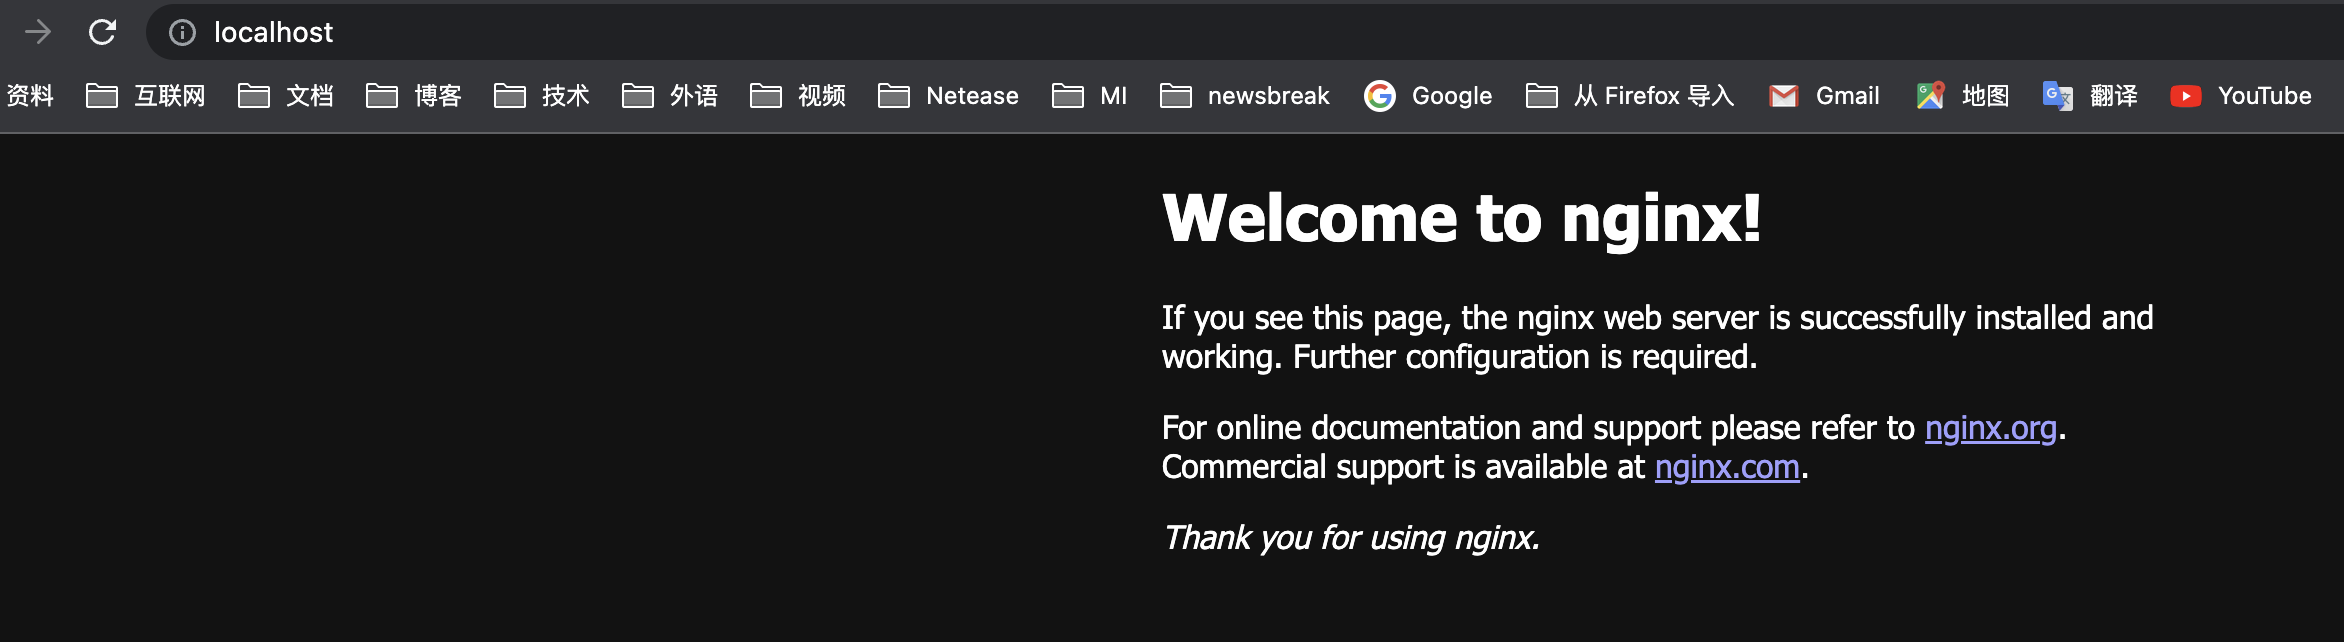 localhost
资料 互联网 文档 博客 技术 外语 视频 Netease MI newsbreak Google 从 Firefox 导入 Gmail 地图 翻译 YouTube
Welcome to nginx!
If you see this page, the nginx web server is successfully installed and
working. Further configuration is required.
For online documentation and support please refer to nginx.org.
Commercial support is available at nginx.com.
Thank you for using nginx.